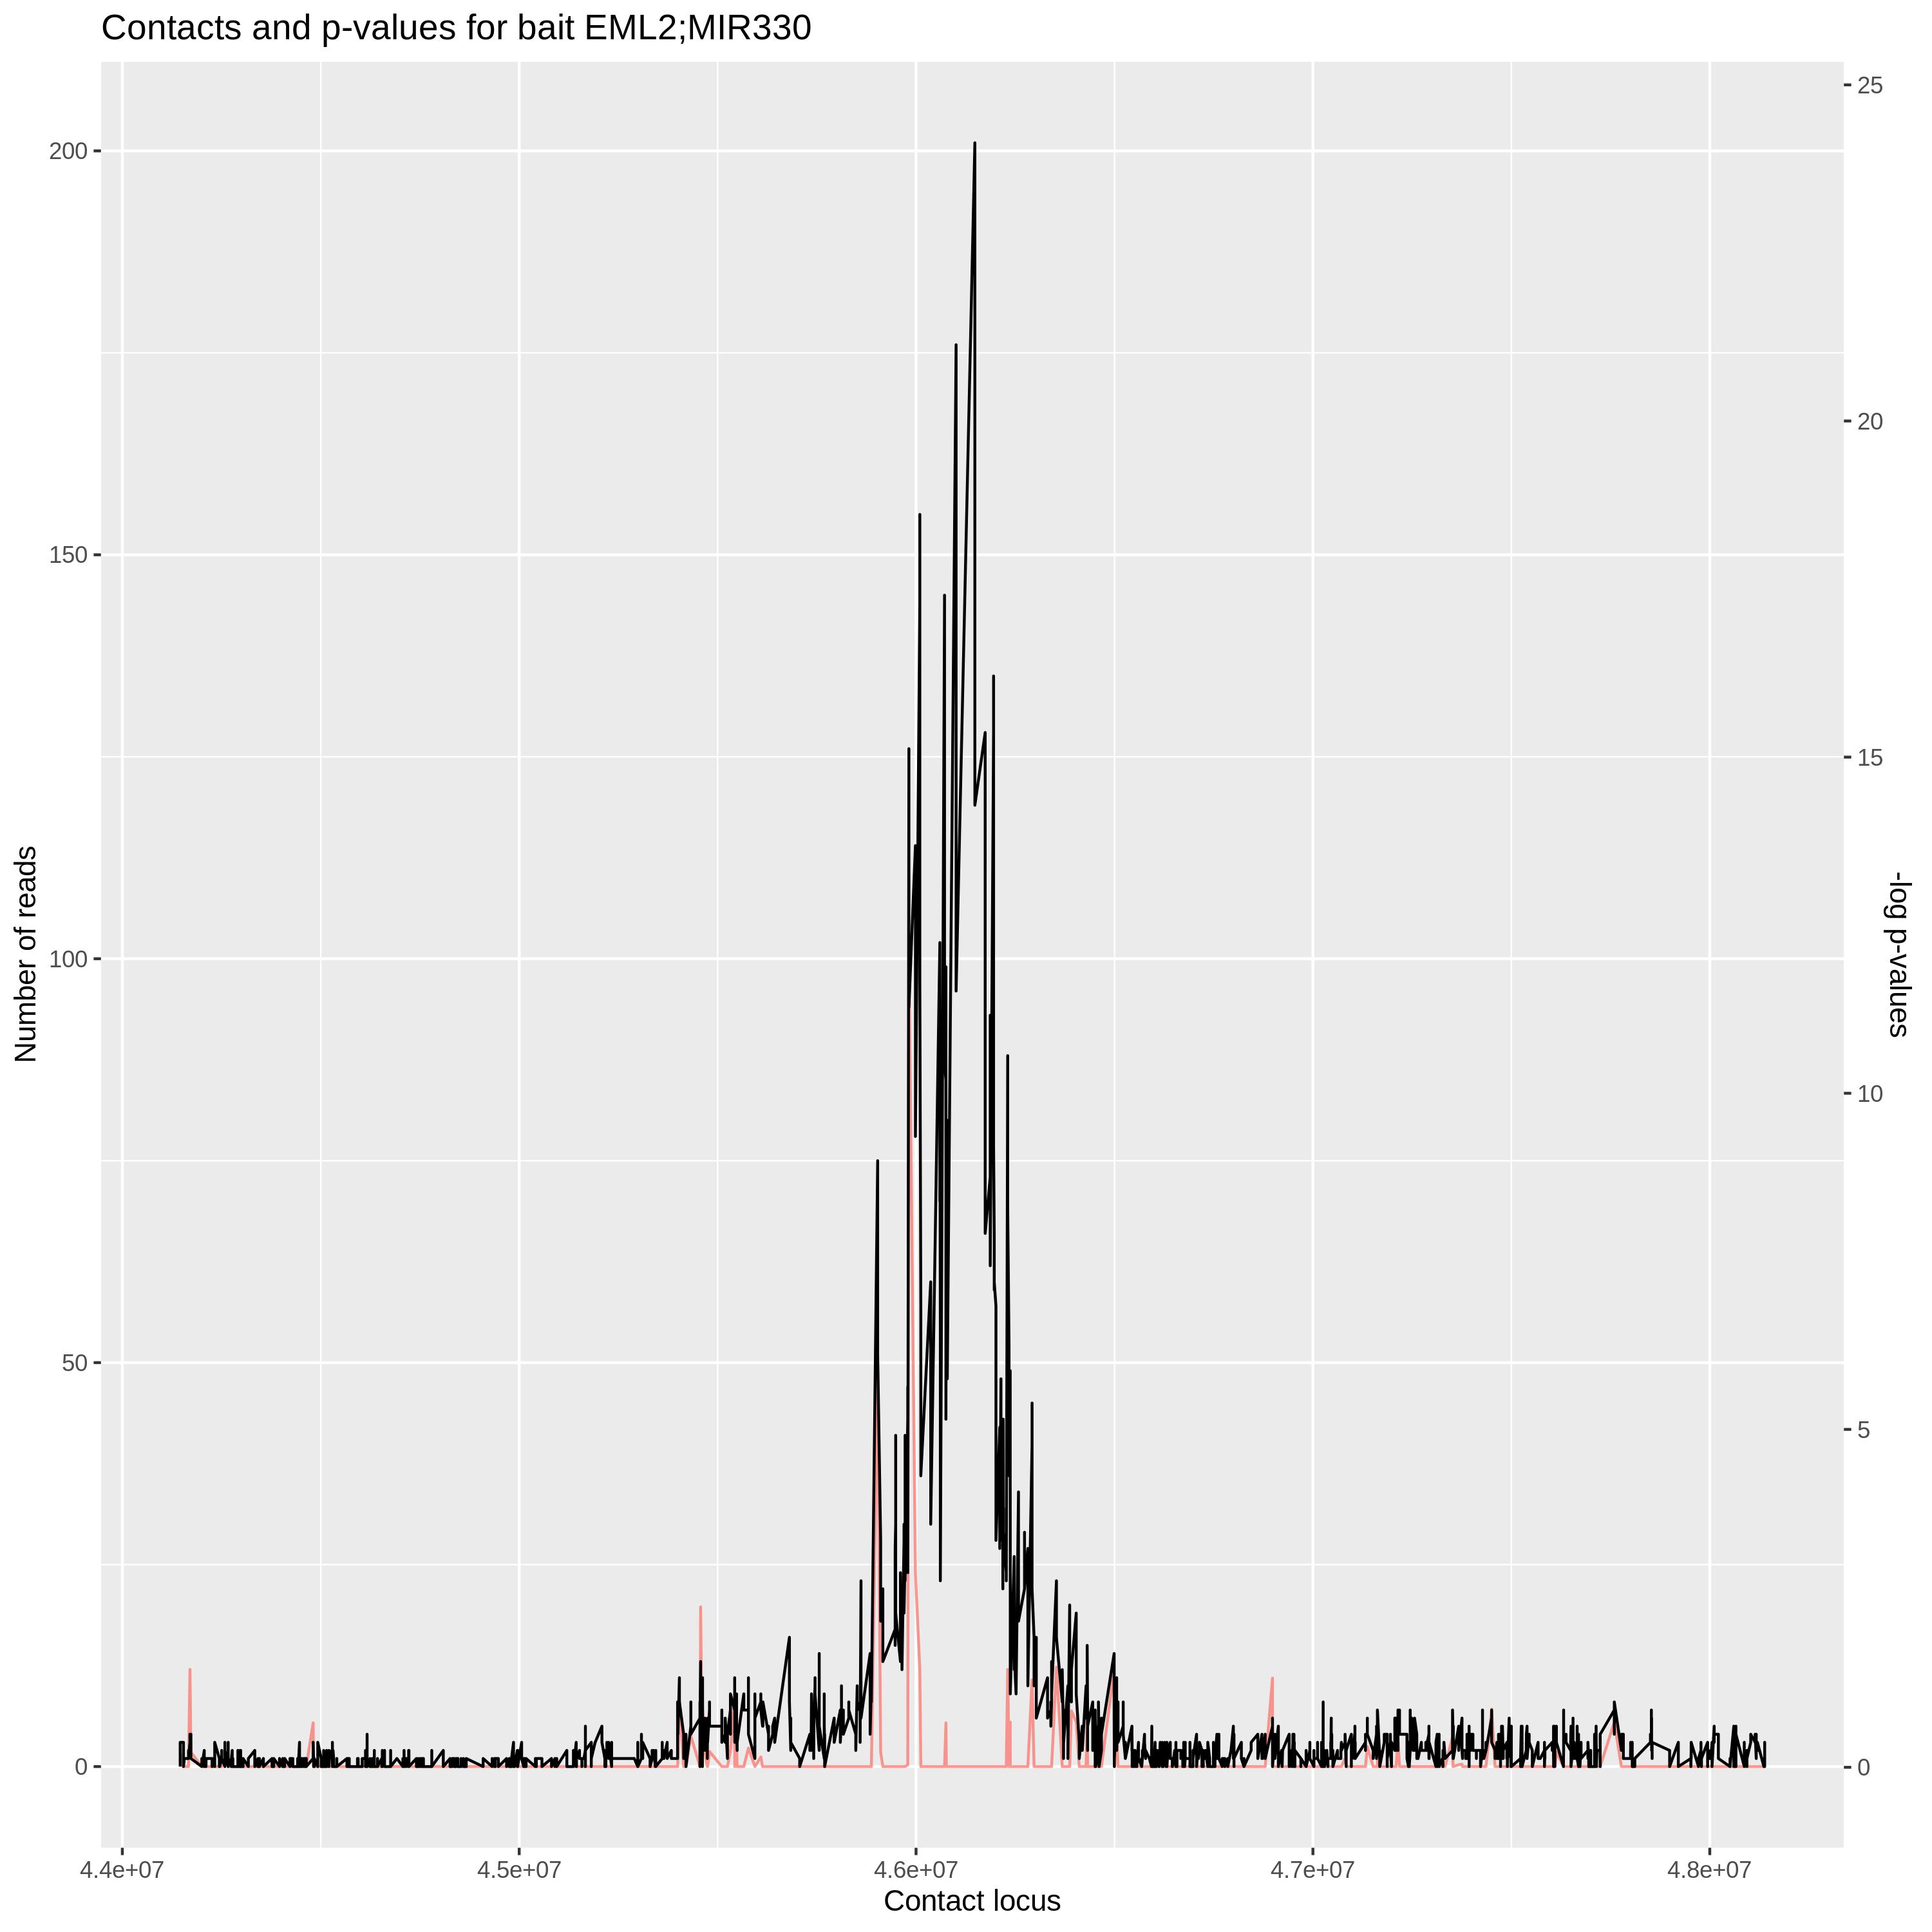 Contacts and p-values for bait EML2;MIR330
25
200
20
150
15
Number of reads
-log p-values
100
10
50
5
0
0
4.4e+07
4.5e+07
4.6e+07
4.7e+07
4.8e+07
Contact locus